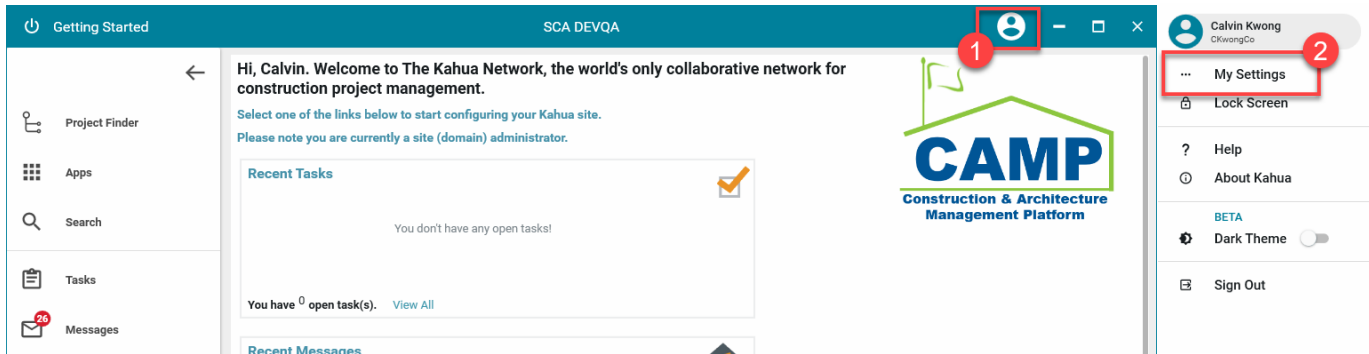 Getting Started
SCA DEVQA
1
Project Finder
Apps
Search
Tasks
26
Messages
Hi, Calvin. Welcome to The Kahua Network, the world's only collaborative network for
construction project management.
Select one of the links below to start configuring your Kahua site.
Please note you are currently a site (domain) administrator.
Recent Tasks
You don't have any open tasks!
You have 0 open task(s). View All
Recent Messages
CAMP
Construction & Architecture
Management Platform
Calvin Kwong
CKwongCo
2
My Settings
Lock Screen
? Help
About Kahua
BETA
Dark Theme
Sign Out